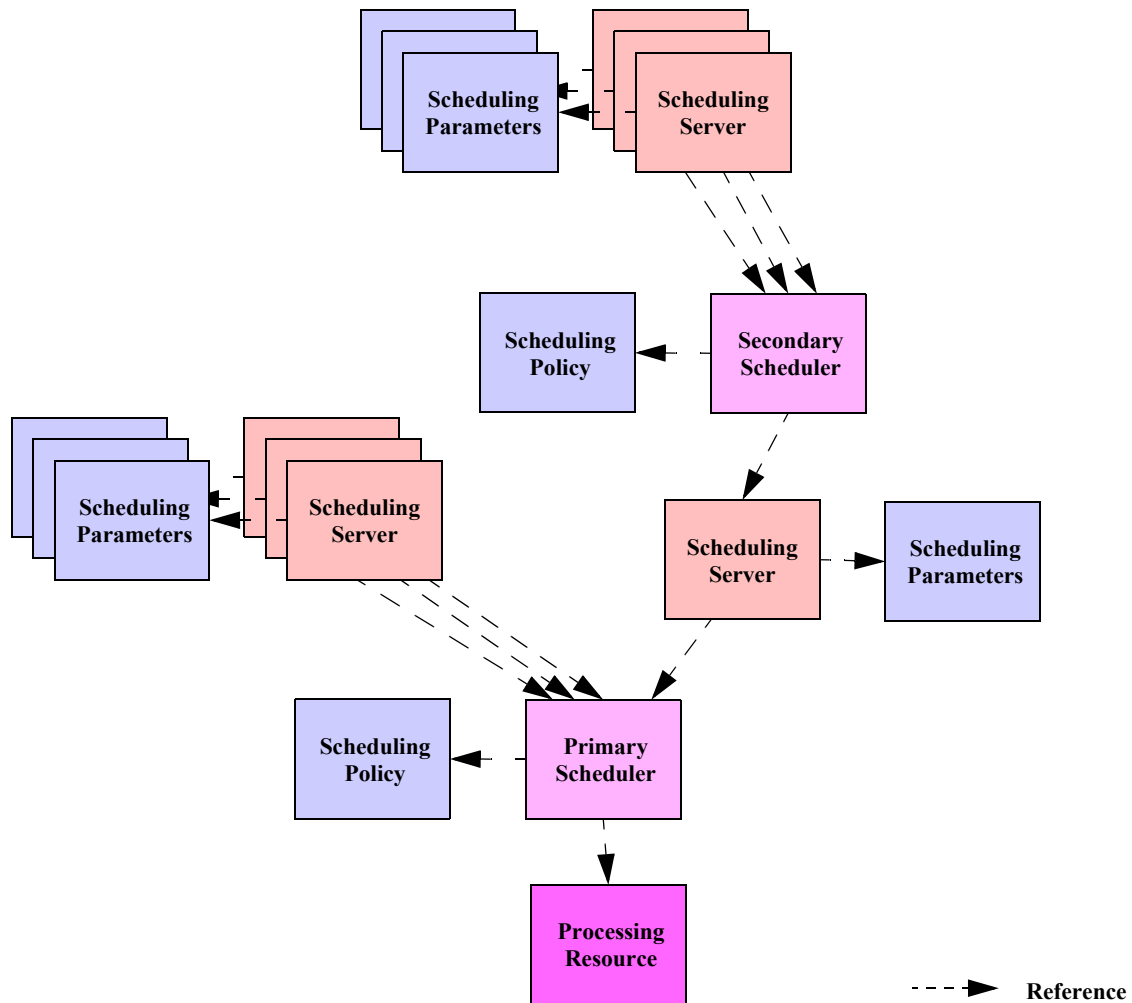 Scheduling
Parameters
Scheduling
Server
Scheduling
Policy
Secondary
Scheduler
Scheduling
Parameters
Scheduling
Server
Scheduling
Server
Scheduling
Parameters
Scheduling
Policy
Primary
Scheduler
Processing
Resource
Reference